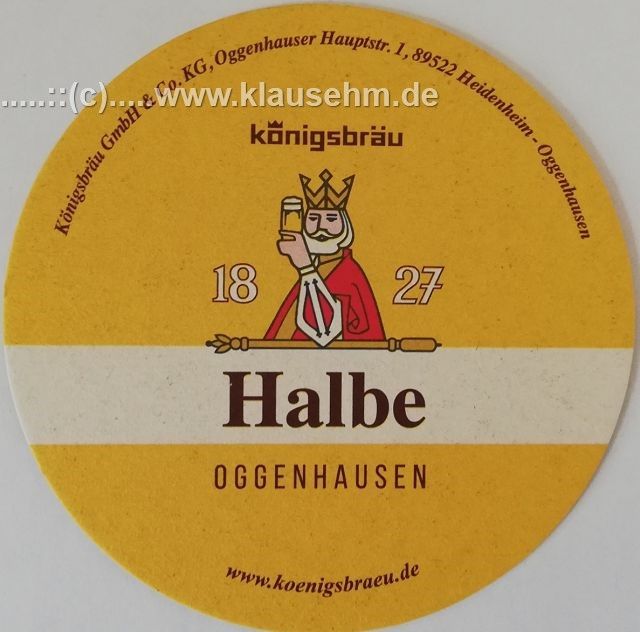 Königsbräu GmbH & Co. KG, Oggenhauser Hauptstr. 1, 89522 Heidenheim - Oggenhausen
.....::(c).....www.klausehm.de
königsbräu
18 27
Halbe
OGGENHAUSEN
www.koenigsbraeu.de